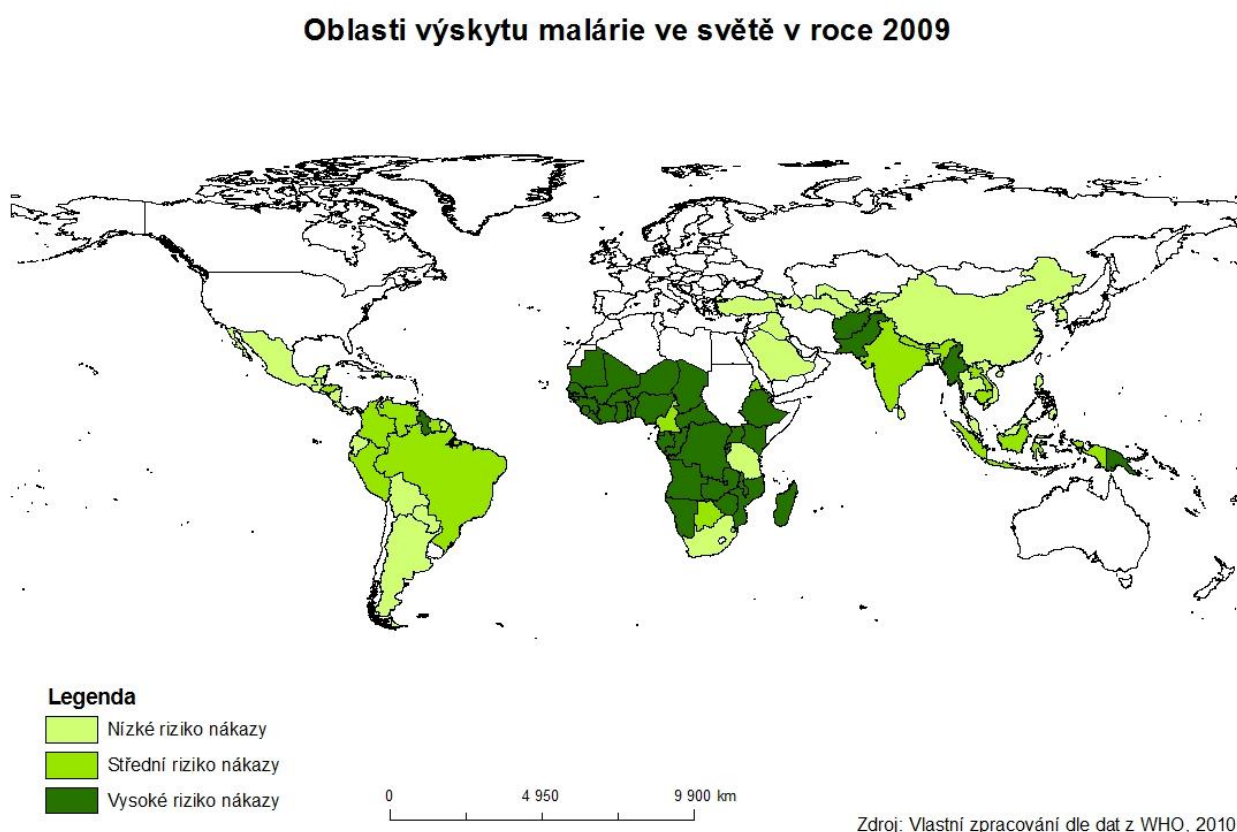 Oblasti výskytu malárie ve světě v roce 2009
Legenda
Nízké riziko nákazy
Střední riziko nákazy
Vysoké riziko nákazy
0 4 950 9 900 km
Zdroj: Vlastní zpracování dle dat z WHO, 2010